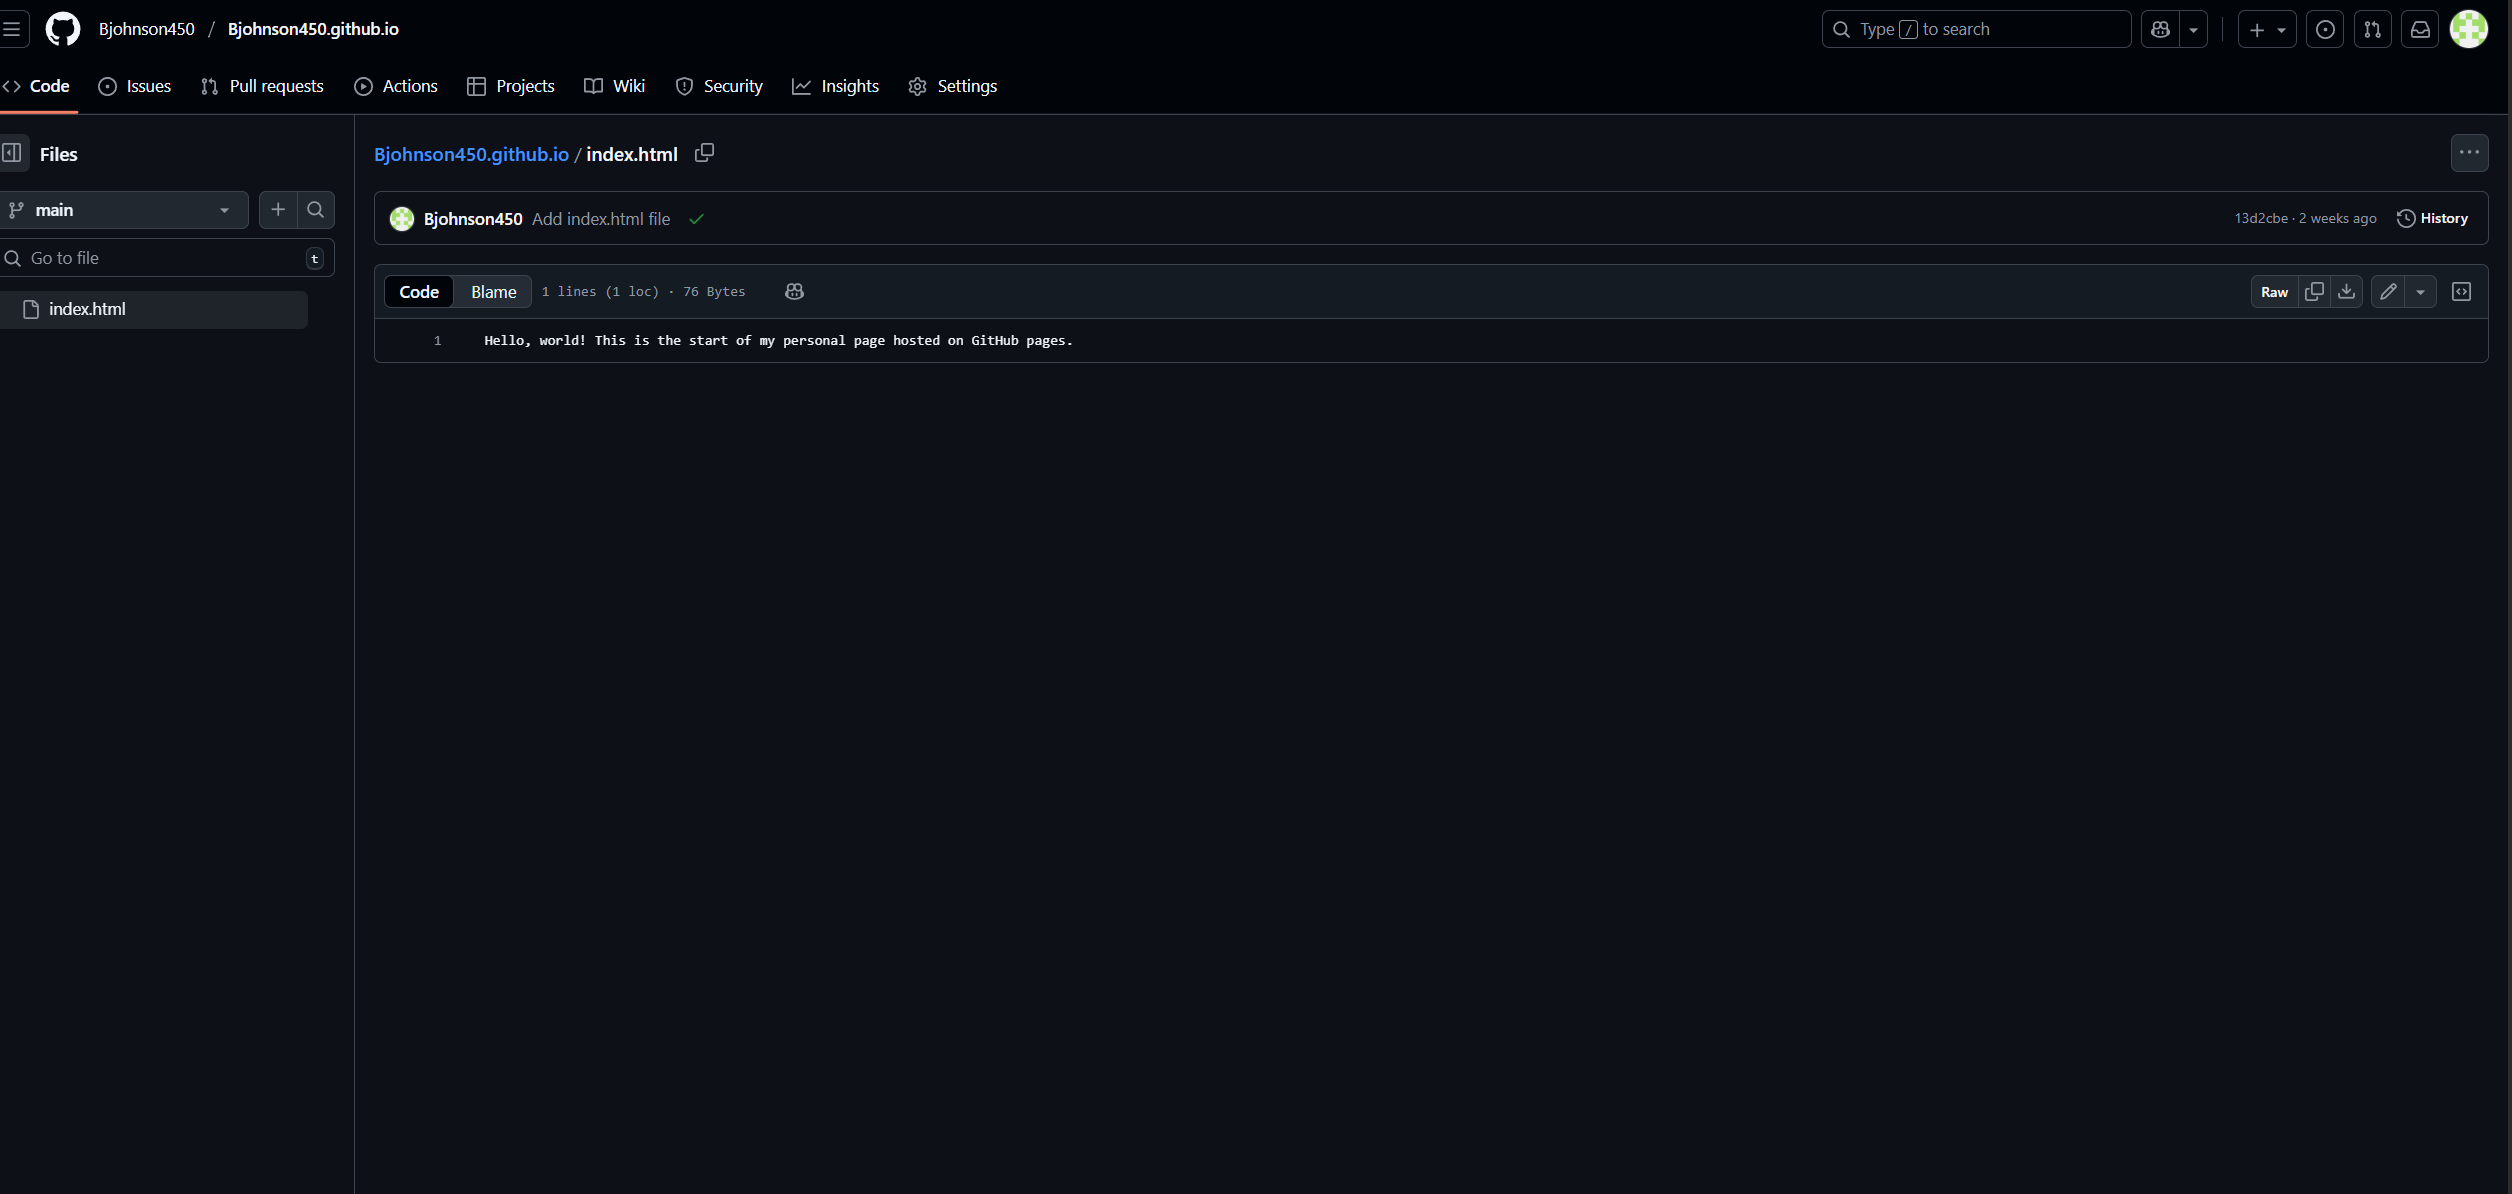 Bjohnson450 / Bjohnson450.github.io
Type / to search
Code Issues Pull requests Actions Projects Wiki Security Insights Settings
Files
main
Go to file t
index.html
Bjohnson450.github.io / index.html
Bjohnson450 Add index.html file
13d2cbe · 2 weeks ago History
Code Blame 1 lines (1 loc) · 76 Bytes
Raw
1 Hello, world! This is the start of my personal page hosted on GitHub pages.